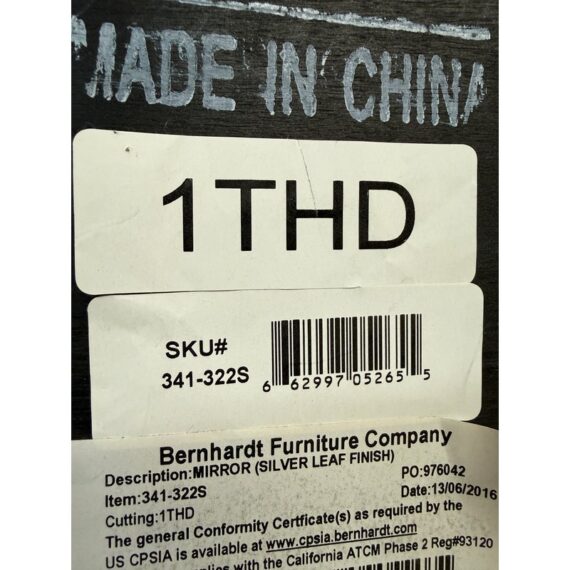 MADE IN CHINA
1THD
SKU#
341-322S
6 62997 05265 5
Bernhardt Furniture Company
Description:MIRROR (SILVER LEAF FINISH)
PO:976042
Item:341-322S
Date:13/06/2016
Cutting:1THD
The general Conformity Certficate(s) as required by the
US CPSIA is available at www.cpsia.bernhardt.com
with the California ATCM Phase 2 Reg#93120